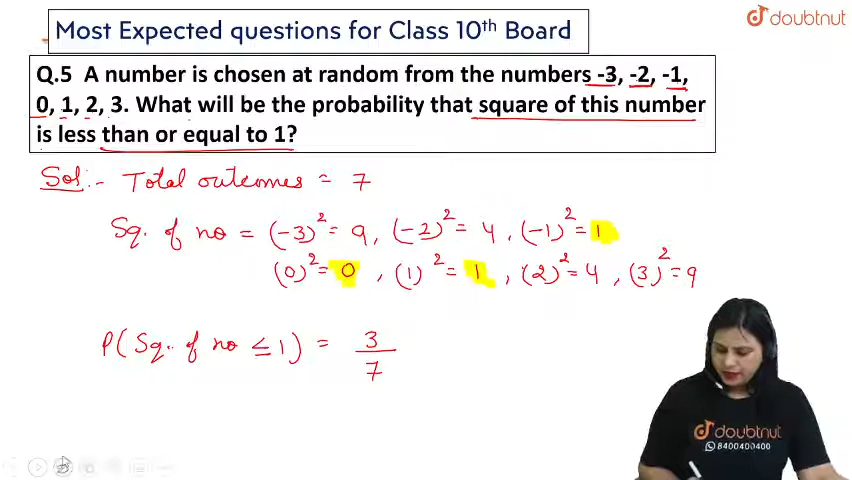 Most Expected questions for Class 10th Board
doubtnut
Q.5 A number is chosen at random from the numbers -3, -2, -1,
0, 1, 2, 3. What will be the probability that square of this number
is less than or equal to 1?
Sol:- Total outcomes = 7
Sq. of no = (-3)² = 9, (-2)² = 4, (-1)² = 1
(0)² = 0, (1)² = 1, (2)² = 4, (3)² = 9
P(Sq. of no ≤ 1) = 3/7
doubtnut
8400400400